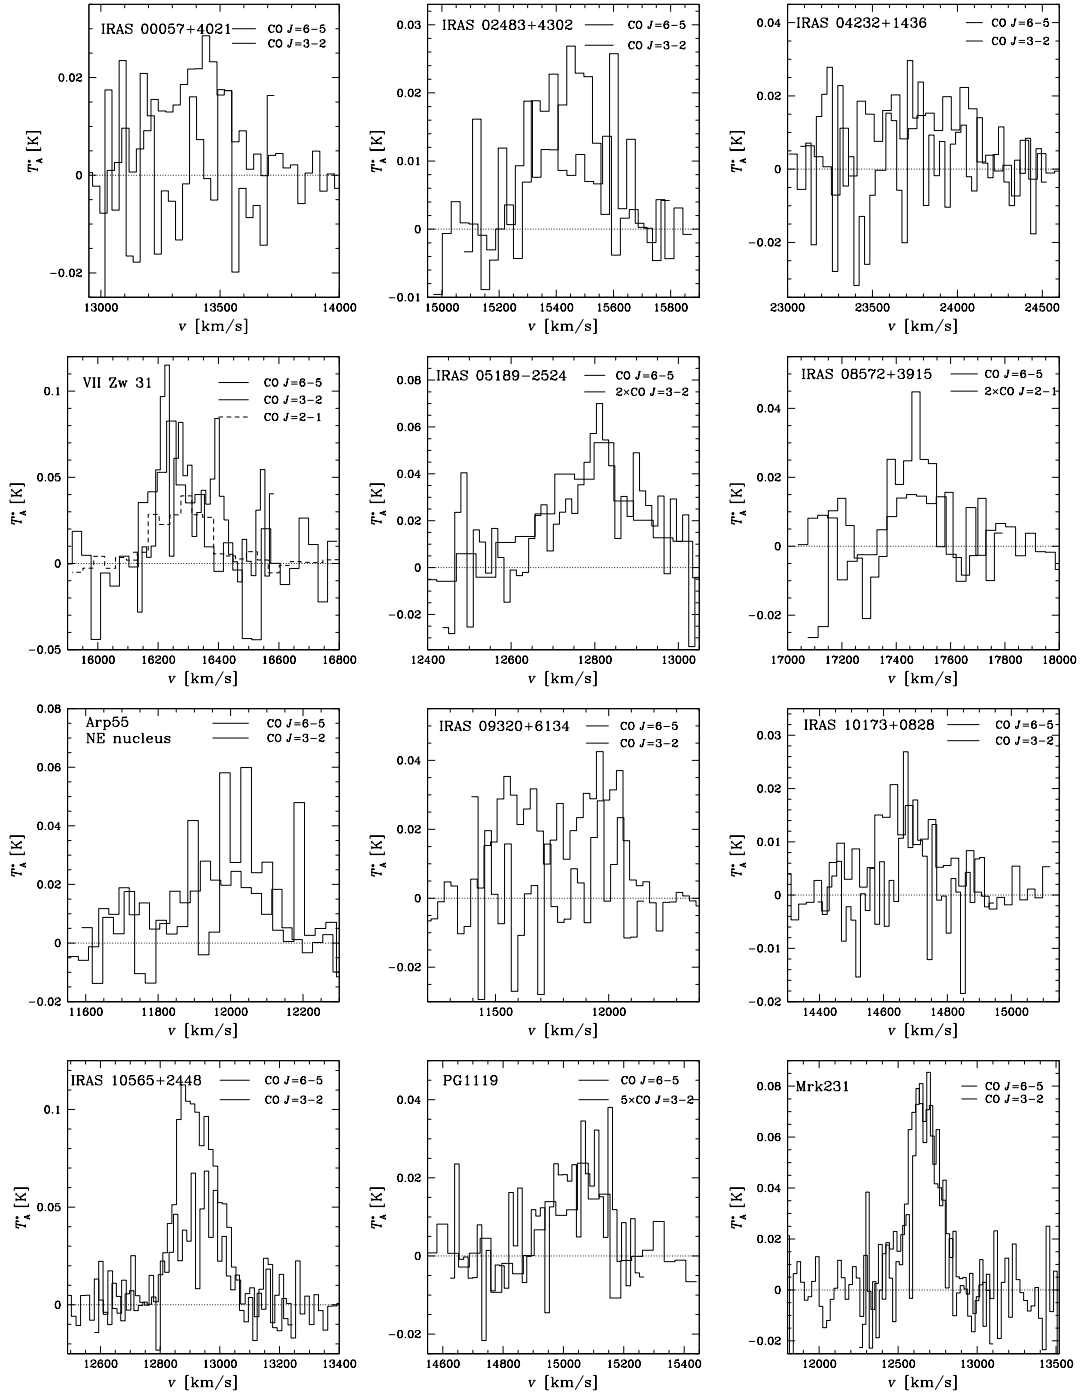 IRAS 00057+4021
CO J=6-5
CO J=3-2
0.02
0
-0.02
T*A [K]
13000
13500
14000
v [km/s]
IRAS 02483+4302
CO J=6-5
CO J=3-2
0.03
0.02
0.01
0
-0.01
T*A [K]
15000
15200
15400
15600
15800
v [km/s]
IRAS 04232+1436
CO J=6-5
CO J=3-2
0.04
0.02
0
-0.02
T*A [K]
23000
23500
24000
24500
v [km/s]
VII Zw 31
CO J=6-5
CO J=3-2
CO J=2-1
0.1
0.05
0
-0.05
T*A [K]
16000
16200
16400
16600
16800
v [km/s]
IRAS 05189-2524
CO J=6-5
2×CO J=3-2
0.08
0.06
0.04
0.02
0
-0.02
T*A [K]
12400
12600
12800
13000
v [km/s]
IRAS 08572+3915
CO J=6-5
2×CO J=2-1
0.04
0.02
0
-0.02
T*A [K]
17000
17200
17400
17600
17800
18000
v [km/s]
Arp55
NE nucleus
CO J=6-5
CO J=3-2
0.08
0.06
0.04
0.02
0
-0.02
T*A [K]
11600
11800
12000
12200
v [km/s]
IRAS 09320+6134
CO J=6-5
CO J=3-2
0.04
0.02
0
-0.02
T*A [K]
11500
12000
v [km/s]
IRAS 10173+0828
CO J=6-5
CO J=3-2
0.03
0.02
0.01
0
-0.01
-0.02
T*A [K]
14400
14600
14800
15000
v [km/s]
IRAS 10565+2448
CO J=6-5
CO J=3-2
0.1
0.05
0
T*A [K]
12600
12800
13000
13200
13400
v [km/s]
PG1119
CO J=6-5
5×CO J=3-2
0.04
0.02
0
-0.02
T*A [K]
14600
14800
15000
15200
15400
v [km/s]
Mrk231
CO J=6-5
CO J=3-2
0.08
0.06
0.04
0.02
0
-0.02
T*A [K]
12000
12500
13000
13500
v [km/s]